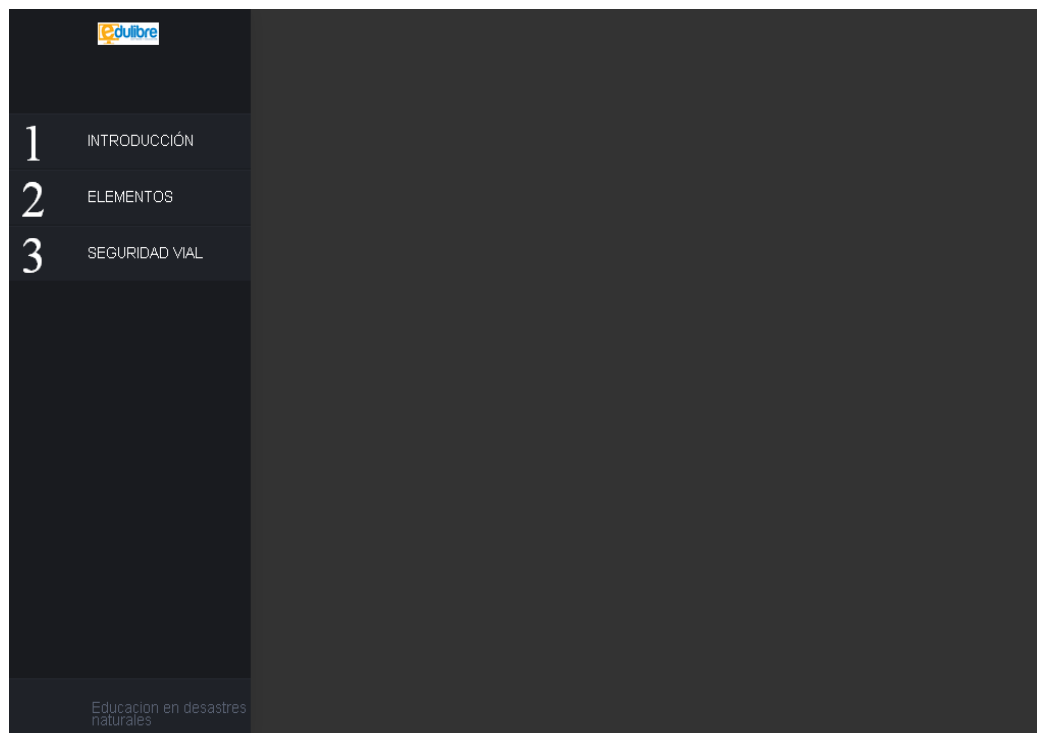 edulibre
1 INTRODUCCIÓN
2 ELEMENTOS
3 SEGURIDAD VIAL
Educacion en desastres
naturales